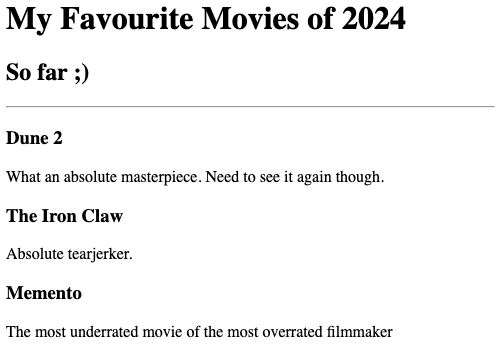 My Favourite Movies of 2024
So far ;)
Dune 2
What an absolute masterpiece. Need to see it again though.
The Iron Claw
Absolute tearjerker.
Memento
The most underrated movie of the most overrated filmmaker